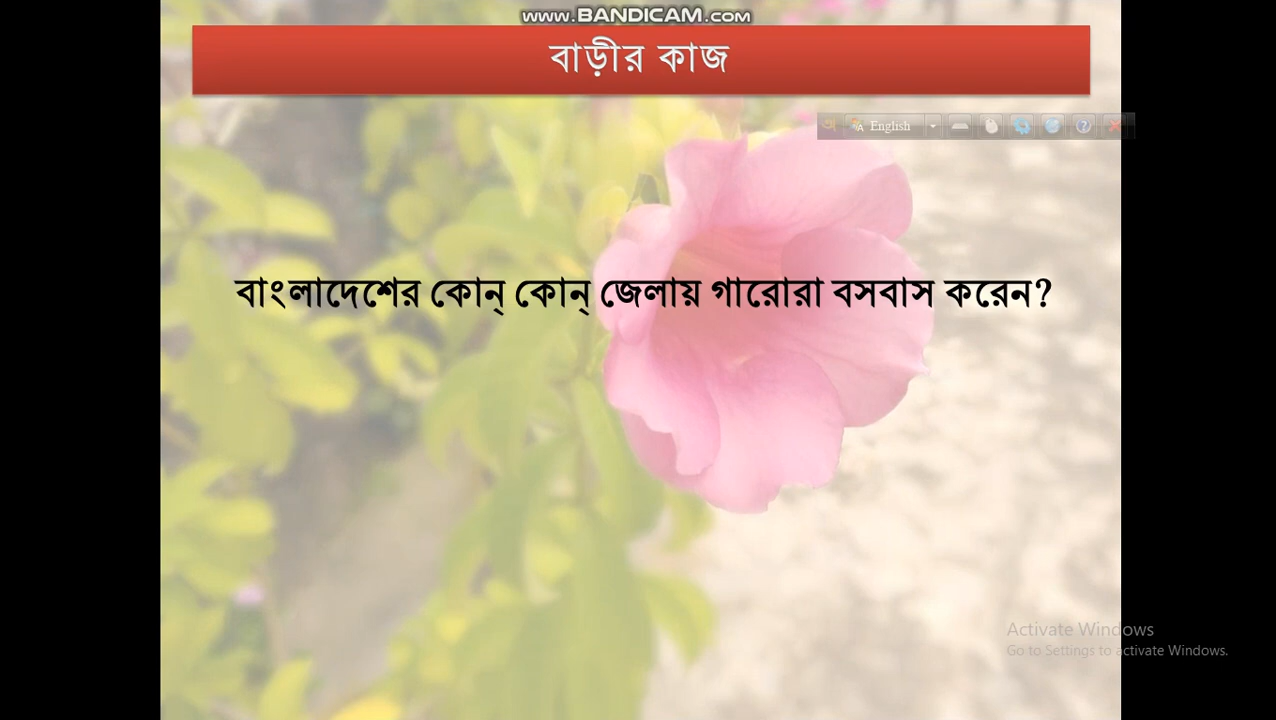 www.BANDICAM.com
বাড়ীর কাজ
English
বাংলাদেশের কোন্ কোন্ জেলায় গারোরা বসবাস করেন?
Activate Windows
Go to Settings to activate Windows.